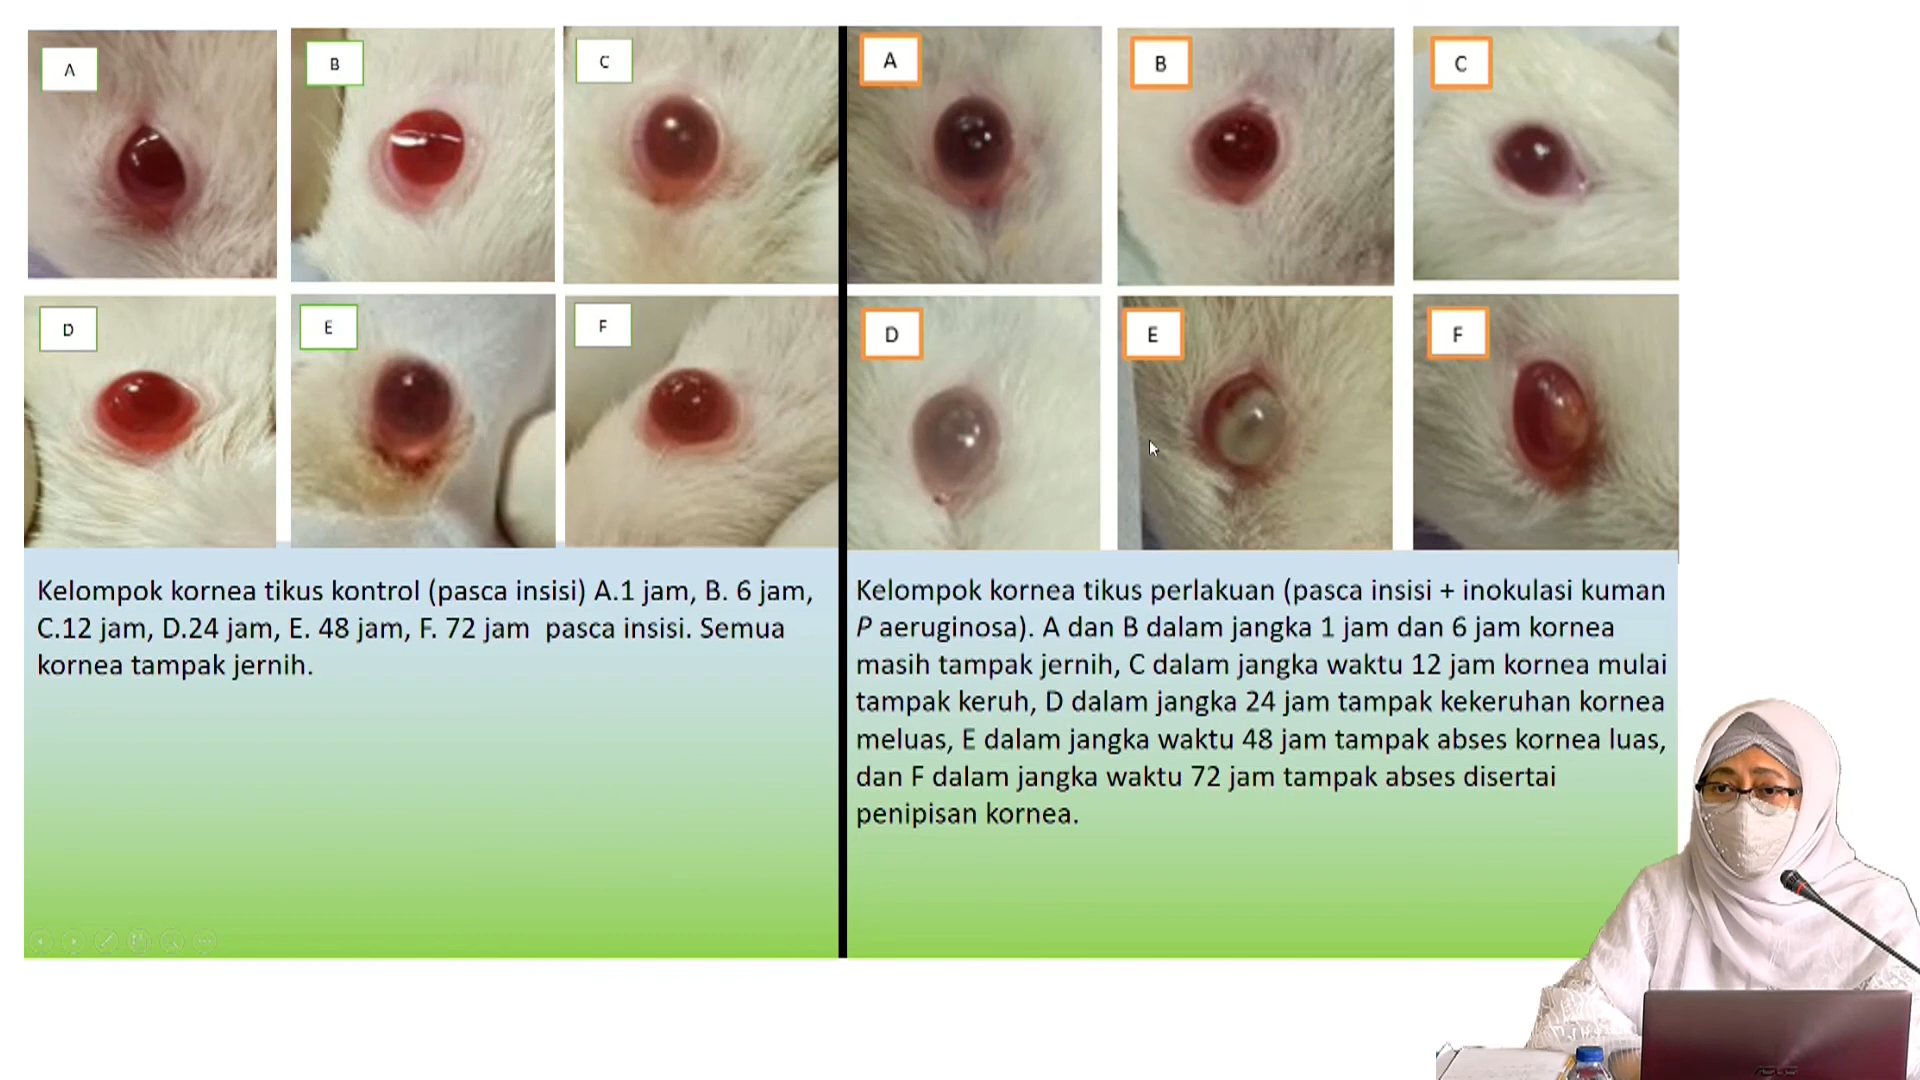 A
B
C
D
E
F
Kelompok kornea tikus kontrol (pasca insisi) A.1 jam, B. 6 jam,
C.12 jam, D.24 jam, E. 48 jam, F. 72 jam  pasca insisi. Semua
kornea tampak jernih.
A
B
C
D
E
F
Kelompok kornea tikus perlakuan (pasca insisi + inokulasi kuman
P aeruginosa). A dan B dalam jangka 1 jam dan 6 jam kornea
masih tampak jernih, C dalam jangka waktu 12 jam kornea mulai
tampak keruh, D dalam jangka 24 jam tampak kekeruhan kornea
meluas, E dalam jangka waktu 48 jam tampak abses kornea luas,
dan F dalam jangka waktu 72 jam tampak abses disertai
penipisan kornea.